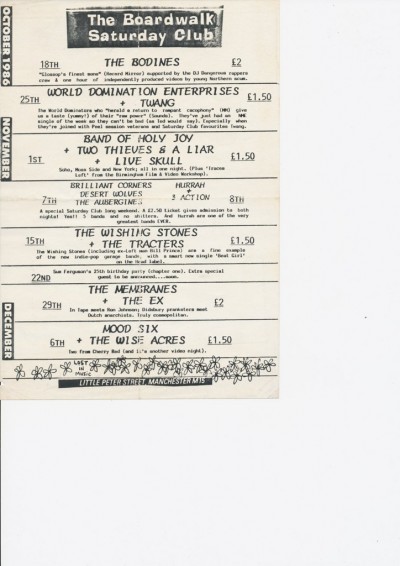 The Boardwalk
Saturday Club
OCTOBER 1986
18TH THE BODINES £2
"Glossop's finest sons" (Record Mirror) supported by the DJ Dangerous rappers
crew & one hour of independently produced videos by young Northern scum.
25TH WORLD DOMINATION ENTERPRISES
+ TWANG £1.50
The World Dominators who "herald a return to rampant cacophony" (NME) give
us a taste (yummy!) of their "raw power" (Sounds). They've just had an NME
single of the week so they can't be bad (as Ted would say). Especially when
they're joined with Peel session veterans and Saturday Club favourites Twang.
NOVEMBER
BAND OF HOLY JOY
+ TWO THIEVES & A LIAR
1ST + LIVE SKULL £1.50
Soho, Moss Side and New York; all in one night. (Plus
Left" from the Birmingham Film & Video Workshop).
BRILLIANT CORNERS HURRAH
DESERT WOLVES +
7TH THE AUBERGINES 3 ACTION 8TH
A special Saturday Club long weekend. A £2.50 ticket gives admission to both
nights! Yeah! 5 bands and no shitters. And Hurrah are one of the very
greatest bands EVER.
15TH THE WISHING STONES £1.50
+ THE TRACTERS
The Wishing Stones (including ex-Loft man Bill Prince) are a fine example
of the new indie-pop garage bands, with a smart new single "Beat Girl"
on the Head label.
22ND Sue Ferguson's 25th birthday party (chapter one). Extra special
guest to be announced....soon.
THE MEMBRANES
29TH + THE EX £2
In Tape meets Ron Johnson; Didsbury pranksters meet
Dutch anarchists. Truly cosmopolitan.
DECEMBER
MOOD SIX
6TH + THE WISE ACRES £1.50
Two from Cherry Red (and it's another video night).
LOST
IN
MUSIC
LITTLE PETER STREET, MANCHESTER M15